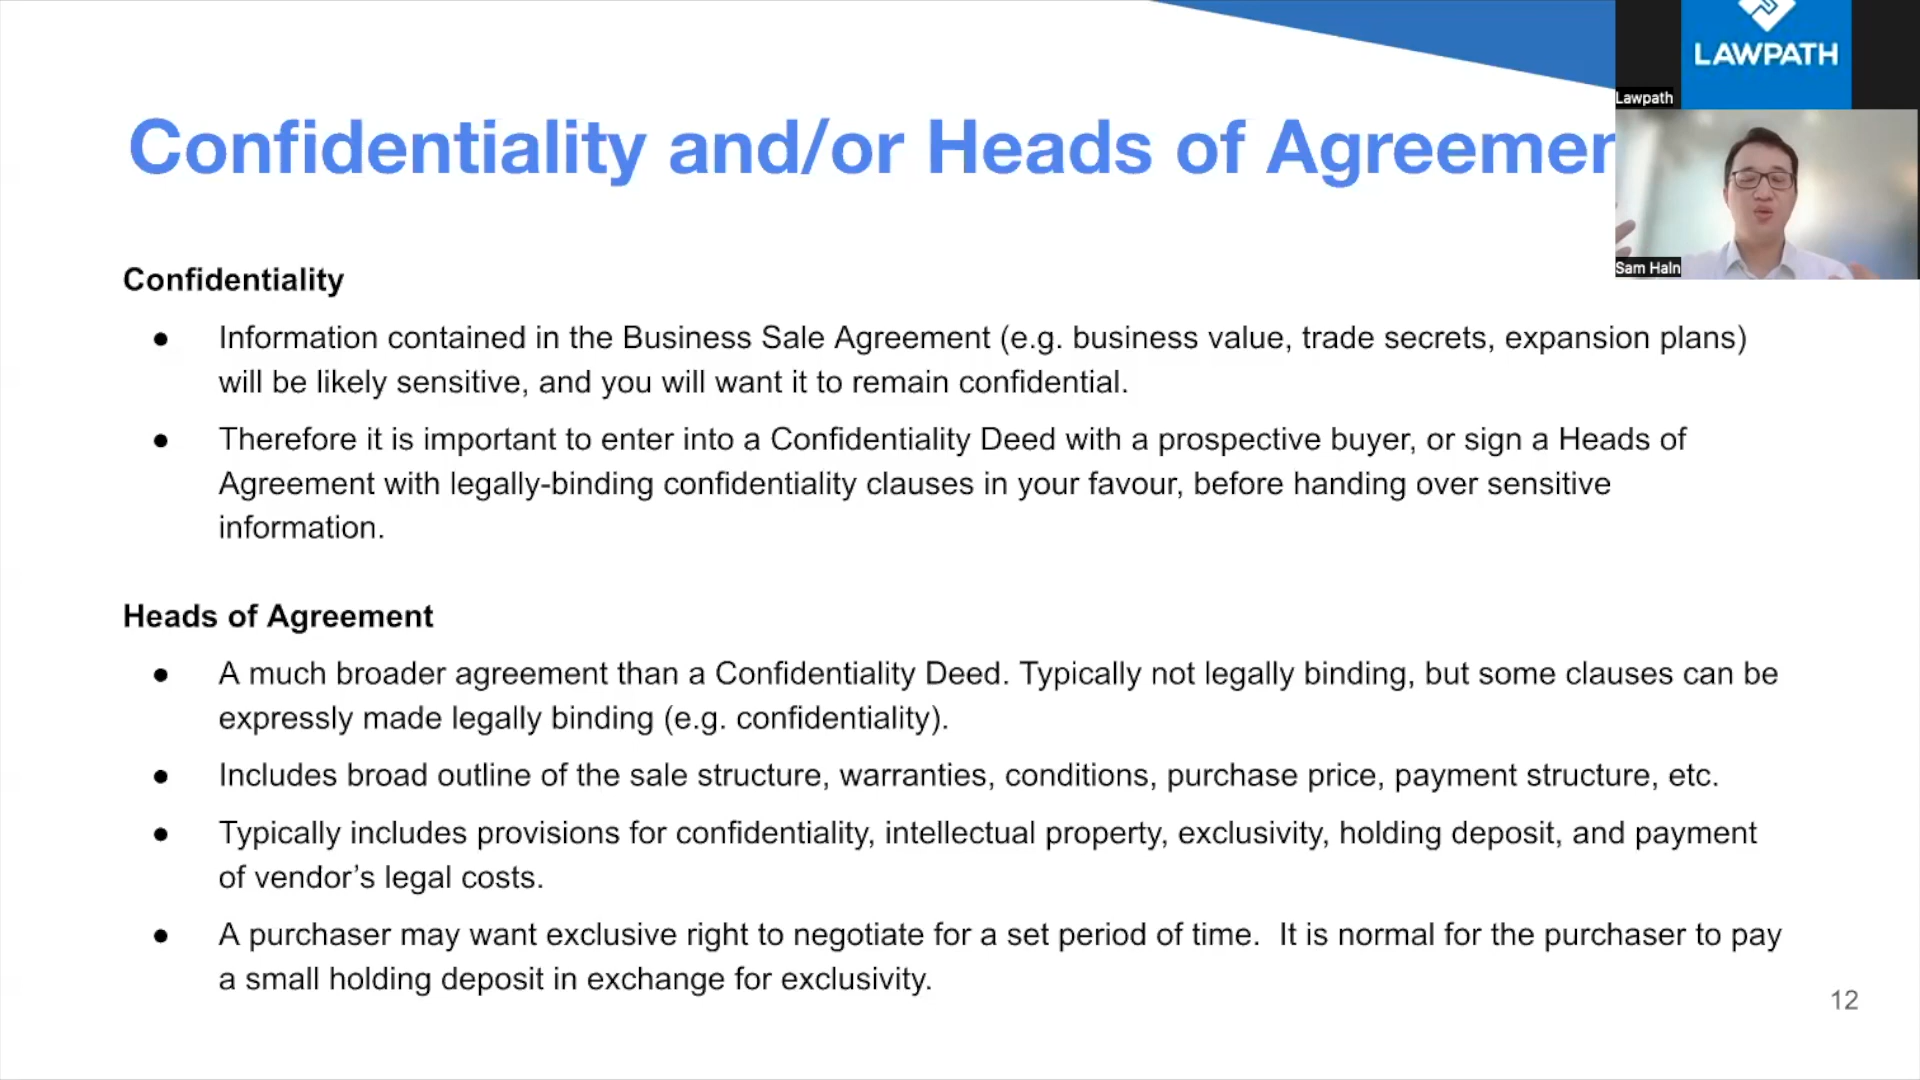 LAWPATH
Lawpath
Confidentiality and/or Heads of Agreemen
Sam Haln
Confidentiality
● Information contained in the Business Sale Agreement (e.g. business value, trade secrets, expansion plans)
will be likely sensitive, and you will want it to remain confidential.
● Therefore it is important to enter into a Confidentiality Deed with a prospective buyer, or sign a Heads of
Agreement with legally-binding confidentiality clauses in your favour, before handing over sensitive
information.
Heads of Agreement
● A much broader agreement than a Confidentiality Deed. Typically not legally binding, but some clauses can be
expressly made legally binding (e.g. confidentiality).
● Includes broad outline of the sale structure, warranties, conditions, purchase price, payment structure, etc.
● Typically includes provisions for confidentiality, intellectual property, exclusivity, holding deposit, and payment
of vendor’s legal costs.
● A purchaser may want exclusive right to negotiate for a set period of time.  It is normal for the purchaser to pay
a small holding deposit in exchange for exclusivity.
12